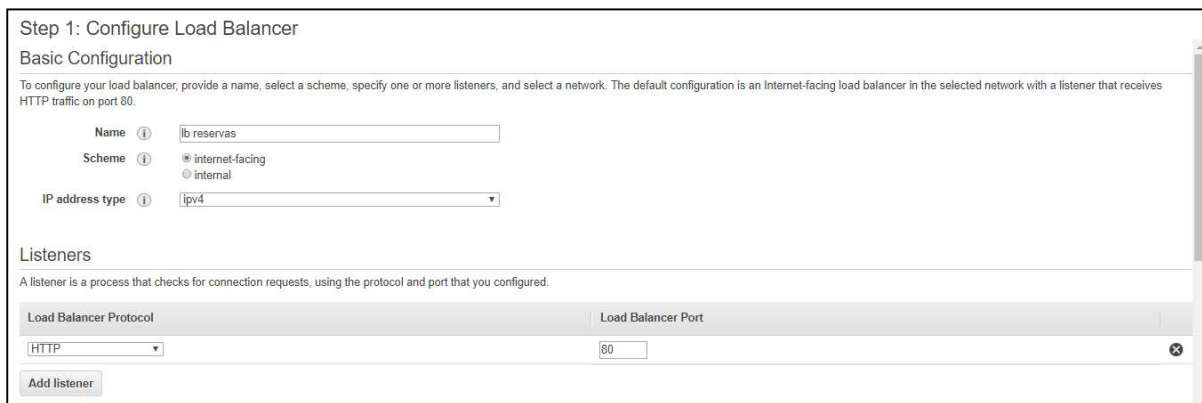 Step 1: Configure Load Balancer
Basic Configuration
To configure your load balancer, provide a name, select a scheme, specify one or more listeners, and select a network. The default configuration is an Internet-facing load balancer in the selected network with a listener that receives
HTTP traffic on port 80.
Name i lb reservas
Scheme i internet-facing
internal
IP address type i ipv4
Listeners
A listener is a process that checks for connection requests, using the protocol and port that you configured.
Load Balancer Protocol Load Balancer Port
HTTP 80
Add listener